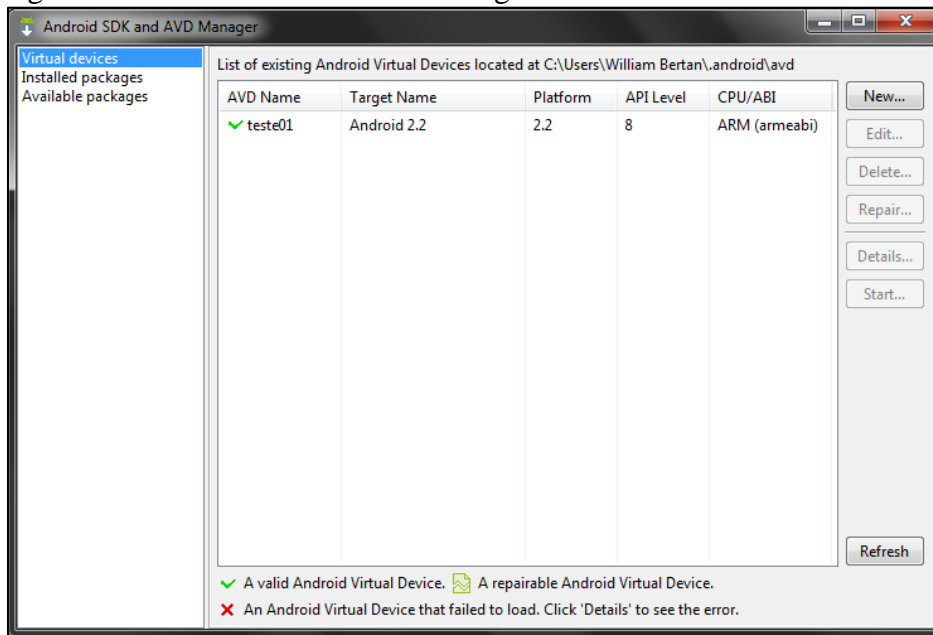 Android SDK and AVD Manager
Virtual devices
Installed packages
Available packages
List of existing Android Virtual Devices located at C:\Users\William Bertan\.android\avd
AVD Name Target Name Platform API Level CPU/ABI
teste01 Android 2.2 2.2 8 ARM (armeabi)
New...
Edit...
Delete...
Repair...
Details...
Start...
Refresh
A valid Android Virtual Device. A repairable Android Virtual Device.
An Android Virtual Device that failed to load. Click 'Details' to see the error.